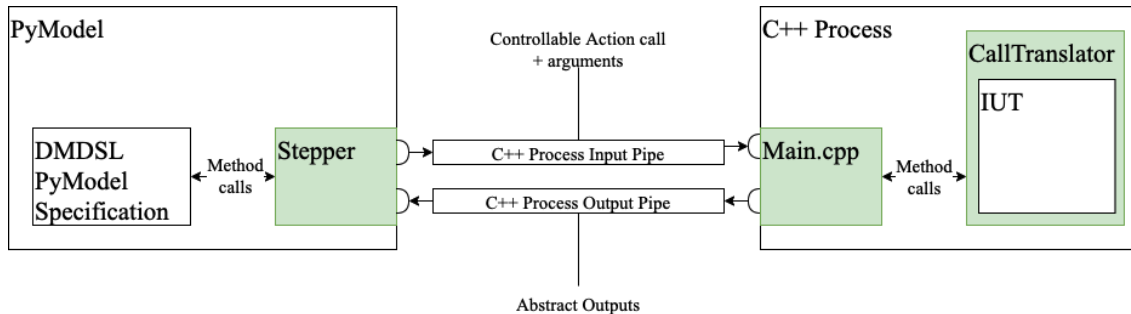 PyModel
DMDSL
PyModel
Specification
Method
calls
Stepper
Controllable Action call
+ arguments
C++ Process Input Pipe
C++ Process Output Pipe
Abstract Outputs
C++ Process
Main.cpp
Method
calls
CallTranslator
IUT